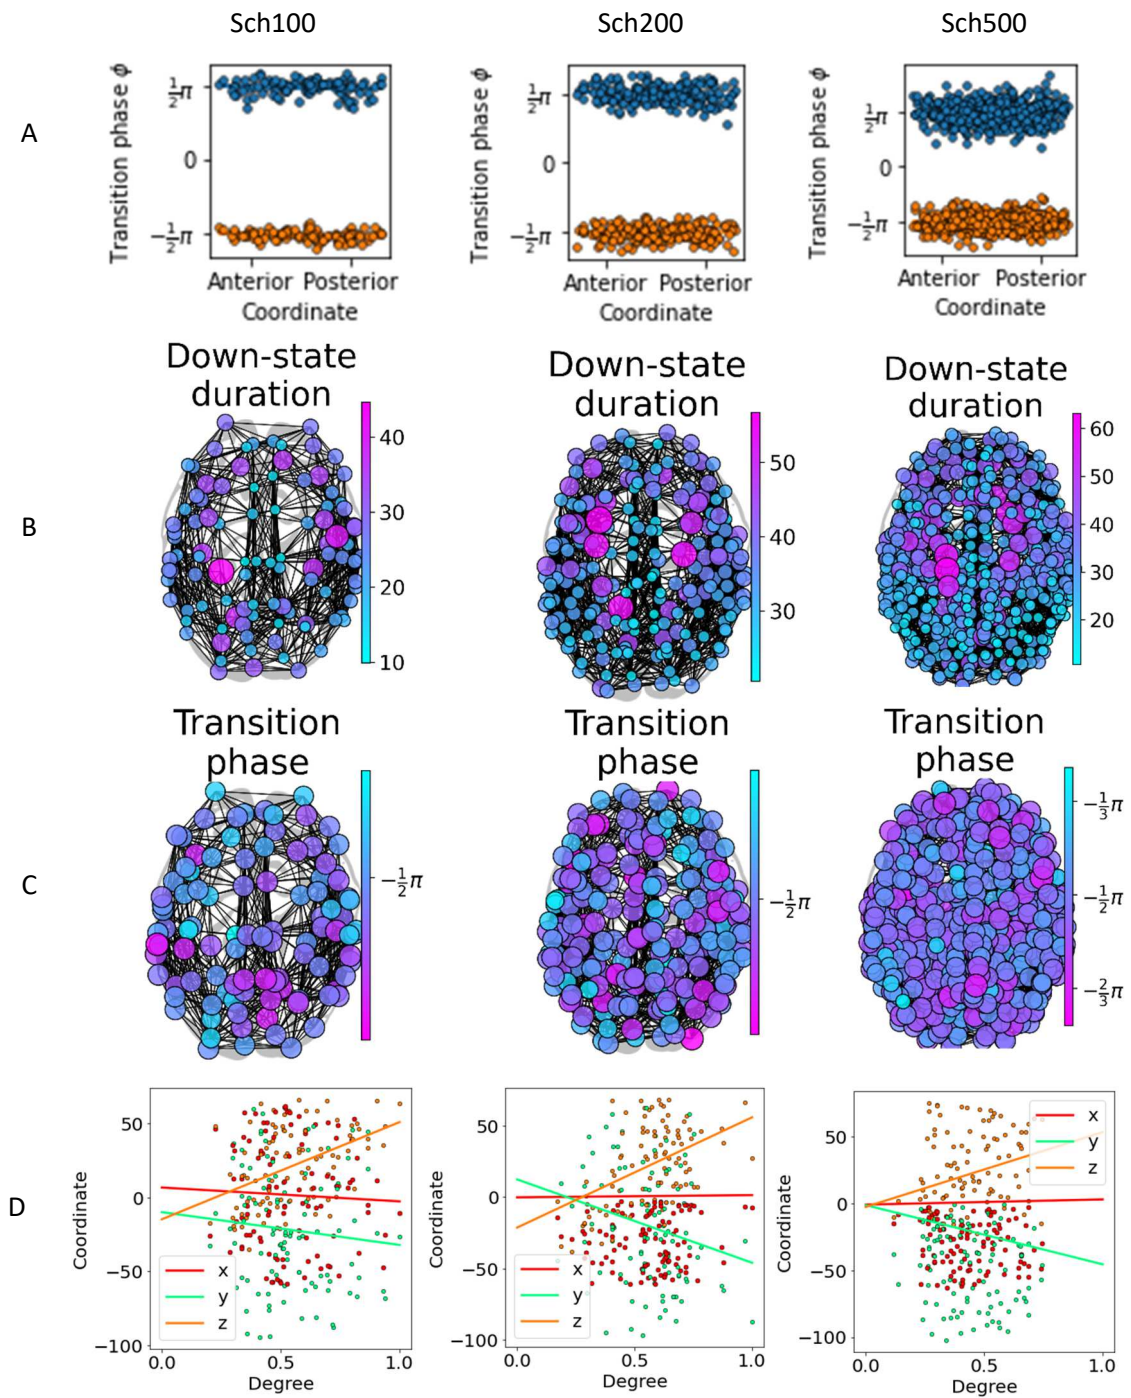 Sch100
Sch200
Sch500
A
Transition phase ϕ
½π
0
−½π
Anterior Posterior
Coordinate
Transition phase ϕ
½π
0
−½π
Anterior Posterior
Coordinate
Transition phase ϕ
½π
0
−½π
Anterior Posterior
Coordinate
B
Down-state
duration
40
30
20
10
Down-state
duration
50
40
30
Down-state
duration
60
50
40
30
20
C
Transition
phase
−½π
Transition
phase
−½π
Transition
phase
−⅓π
−½π
−⅔π
D
Coordinate
50
0
−50
−100
x
y
z
0.0 0.5 1.0
Degree
Coordinate
50
0
−50
−100
x
y
z
0.0 0.5 1.0
Degree
Coordinate
50
0
−50
−100
x
y
z
0.0 0.5 1.0
Degree